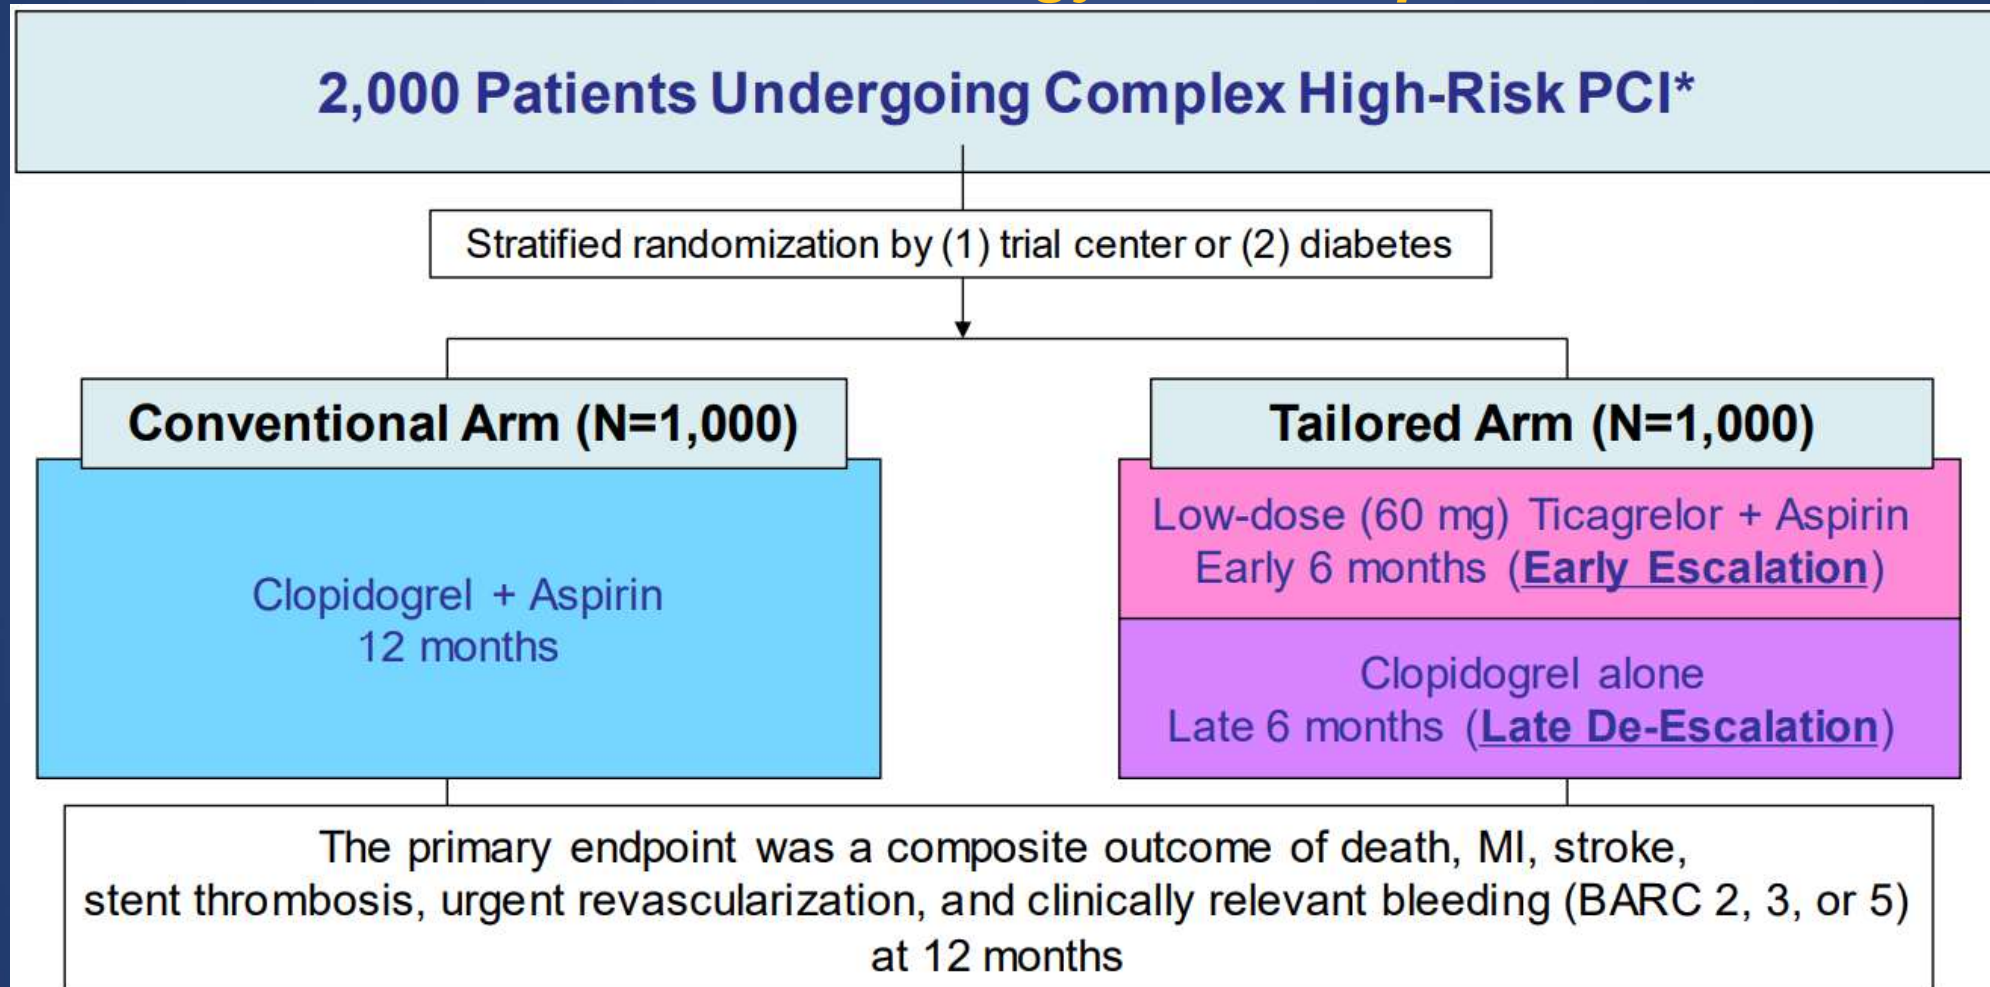 2,000 Patients Undergoing Complex High-Risk PCI*
Stratified randomization by (1) trial center or (2) diabetes
Conventional Arm (N=1,000)
Clopidogrel + Aspirin
12 months
Tailored Arm (N=1,000)
Low-dose (60 mg) Ticagrelor + Aspirin
Early 6 months (Early Escalation)
Clopidogrel alone
Late 6 months (Late De-Escalation)
The primary endpoint was a composite outcome of death, MI, stroke,
stent thrombosis, urgent revascularization, and clinically relevant bleeding (BARC 2, 3, or 5)
at 12 months